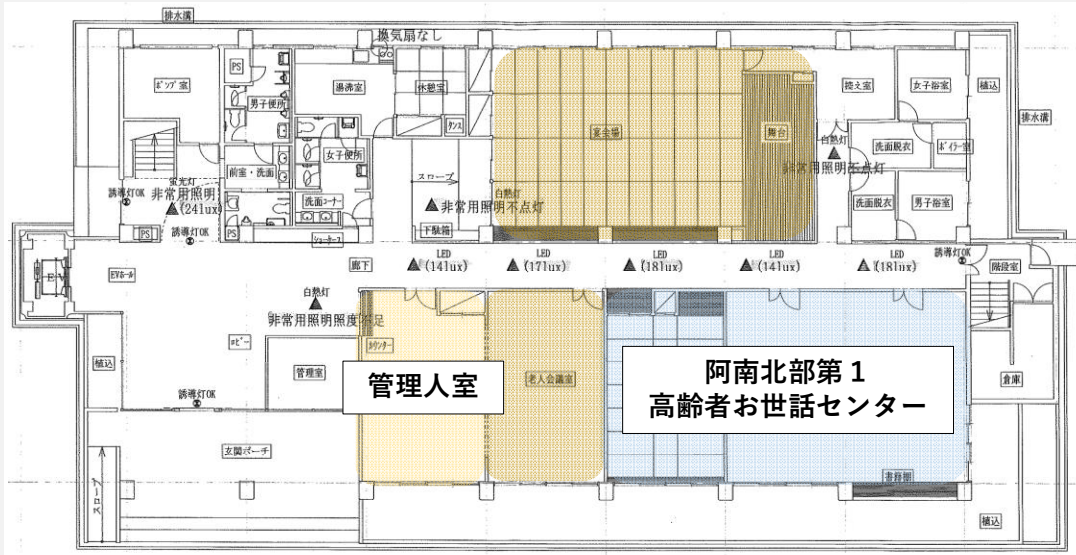 排水溝
換気扇なし
ポンプ室
PS
男子便所
湯沸室
休憩室
控え室
女子浴室
植込
排水溝
宴会場
舞台
タンス
白熱灯
非常用照明不点灯
洗面脱衣
ボイラー室
女子便所
前室・洗面
スロープ
蛍光灯
非常用照明
(24lux)
誘導灯OK
洗面コーナー
白熱灯
非常用照明不点灯
洗面脱衣
男子浴室
PS
誘導灯OK
PS
ショーケース
下駄箱
EV
EVホール
廊下
LED
(14lux)
LED
(17lux)
LED
(18lux)
LED
(14lux)
LED
(18lux)
誘導灯OK
階段室
白熱灯
非常用照明照度不足
ロビー
カウンター
植込
管理室
管理人室
老人会議室
阿南北部第1
高齢者お世話センター
倉庫
誘導灯OK
玄関ポーチ
書籍棚
スロープ
植込